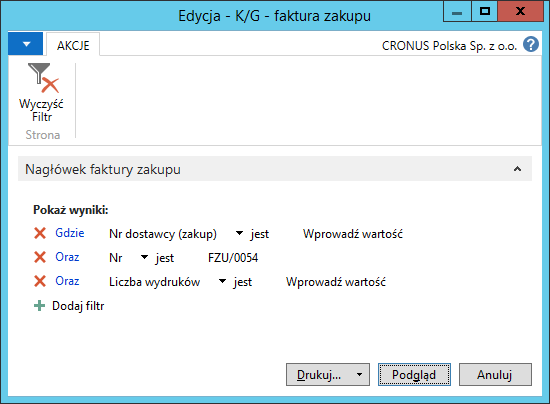 Edycja - K/G - faktura zakupu
AKCJE
CRONUS Polska Sp. z o.o.
?
Wyczyść
Filtr
Strona
Nagłówek faktury zakupu
Pokaż wyniki:
Gdzie Nr dostawcy (zakup) jest Wprowadź wartość
Oraz Nr jest FZU/0054
Oraz Liczba wydruków jest Wprowadź wartość
Dodaj filtr
Drukuj... Podgląd Anuluj